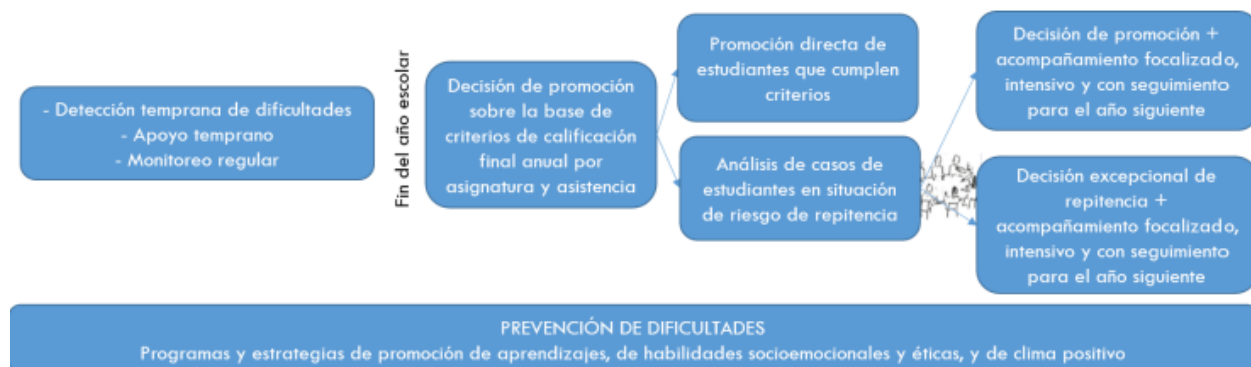 - Detección temprana de dificultades
- Apoyo temprano
- Monitoreo regular
Fin del año escolar
Decisión de promoción
sobre la base de
criterios de calificación
final anual por
asignatura y asistencia
Promoción directa de
estudiantes que cumplen
criterios
Análisis de casos de
estudiantes en situación
de riesgo de repitencia
Decisión de promoción +
acompañamiento focalizado,
intensivo y con seguimiento
para el año siguiente
Decisión excepcional de
repitencia +
acompañamiento focalizado,
intensivo y con seguimiento
para el año siguiente
PREVENCIÓN DE DIFICULTADES
Programas y estrategias de promoción de aprendizajes, de habilidades socioemocionales y éticas, y de clima positivo